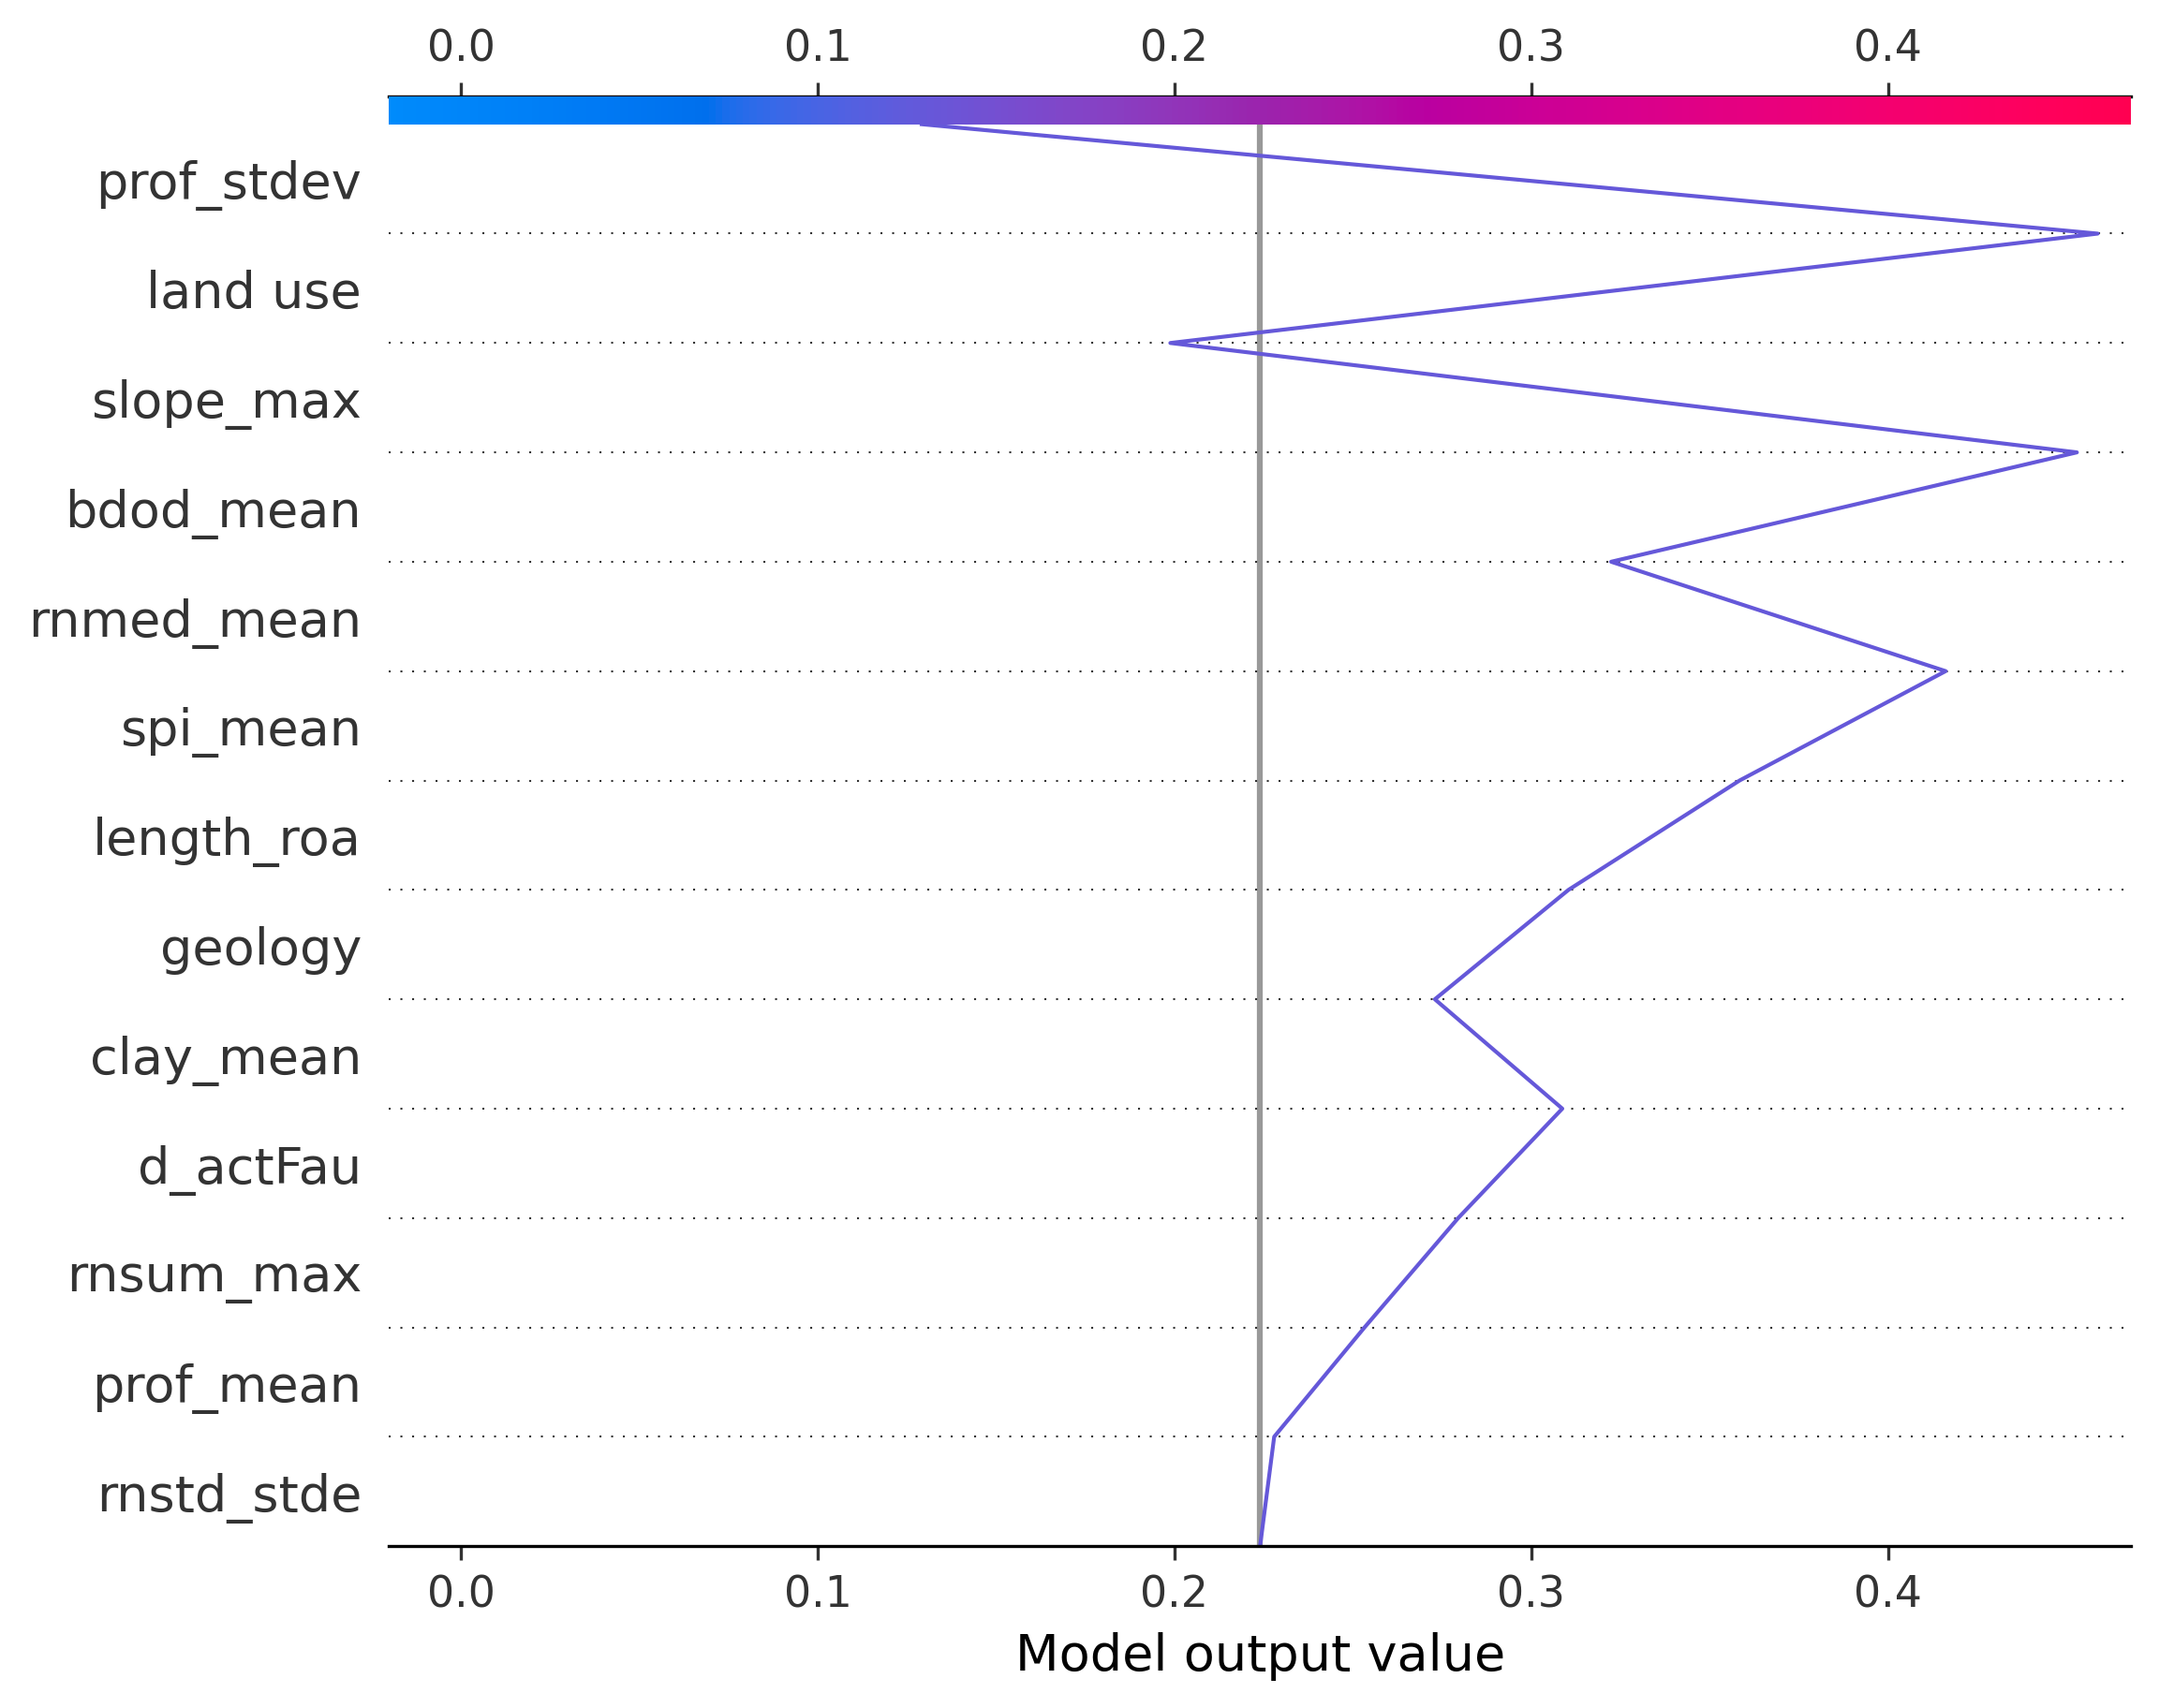 0.0 0.1 0.2 0.3 0.4
prof_stdev
land use
slope_max
bdod_mean
rnmed_mean
spi_mean
length_roa
geology
clay_mean
d_actFau
rnsum_max
prof_mean
rnstd_stde
0.0 0.1 0.2 0.3 0.4
Model output value